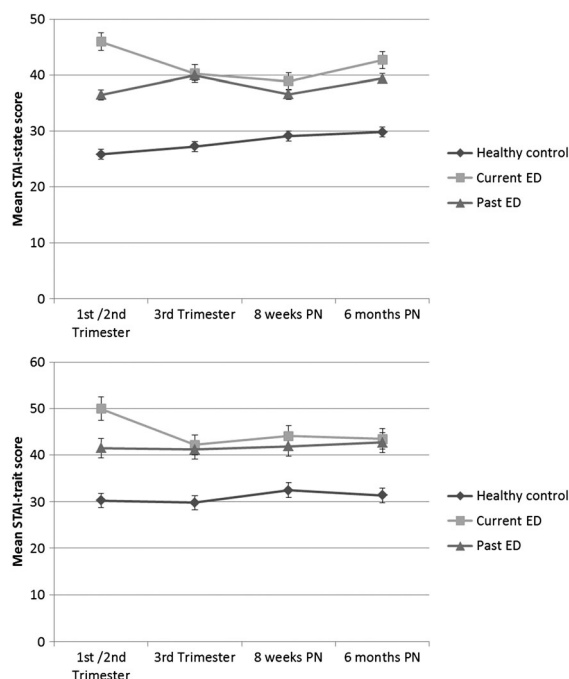 Mean STAI-state score
50
40
30
20
10
0
1st /2nd
Trimester
3rd Trimester
8 weeks PN
6 months PN
Healthy control
Current ED
Past ED
Mean STAI-trait score
60
50
40
30
20
10
0
1st /2nd
Trimester
3rd Trimester
8 weeks PN
6 months PN
Healthy control
Current ED
Past ED